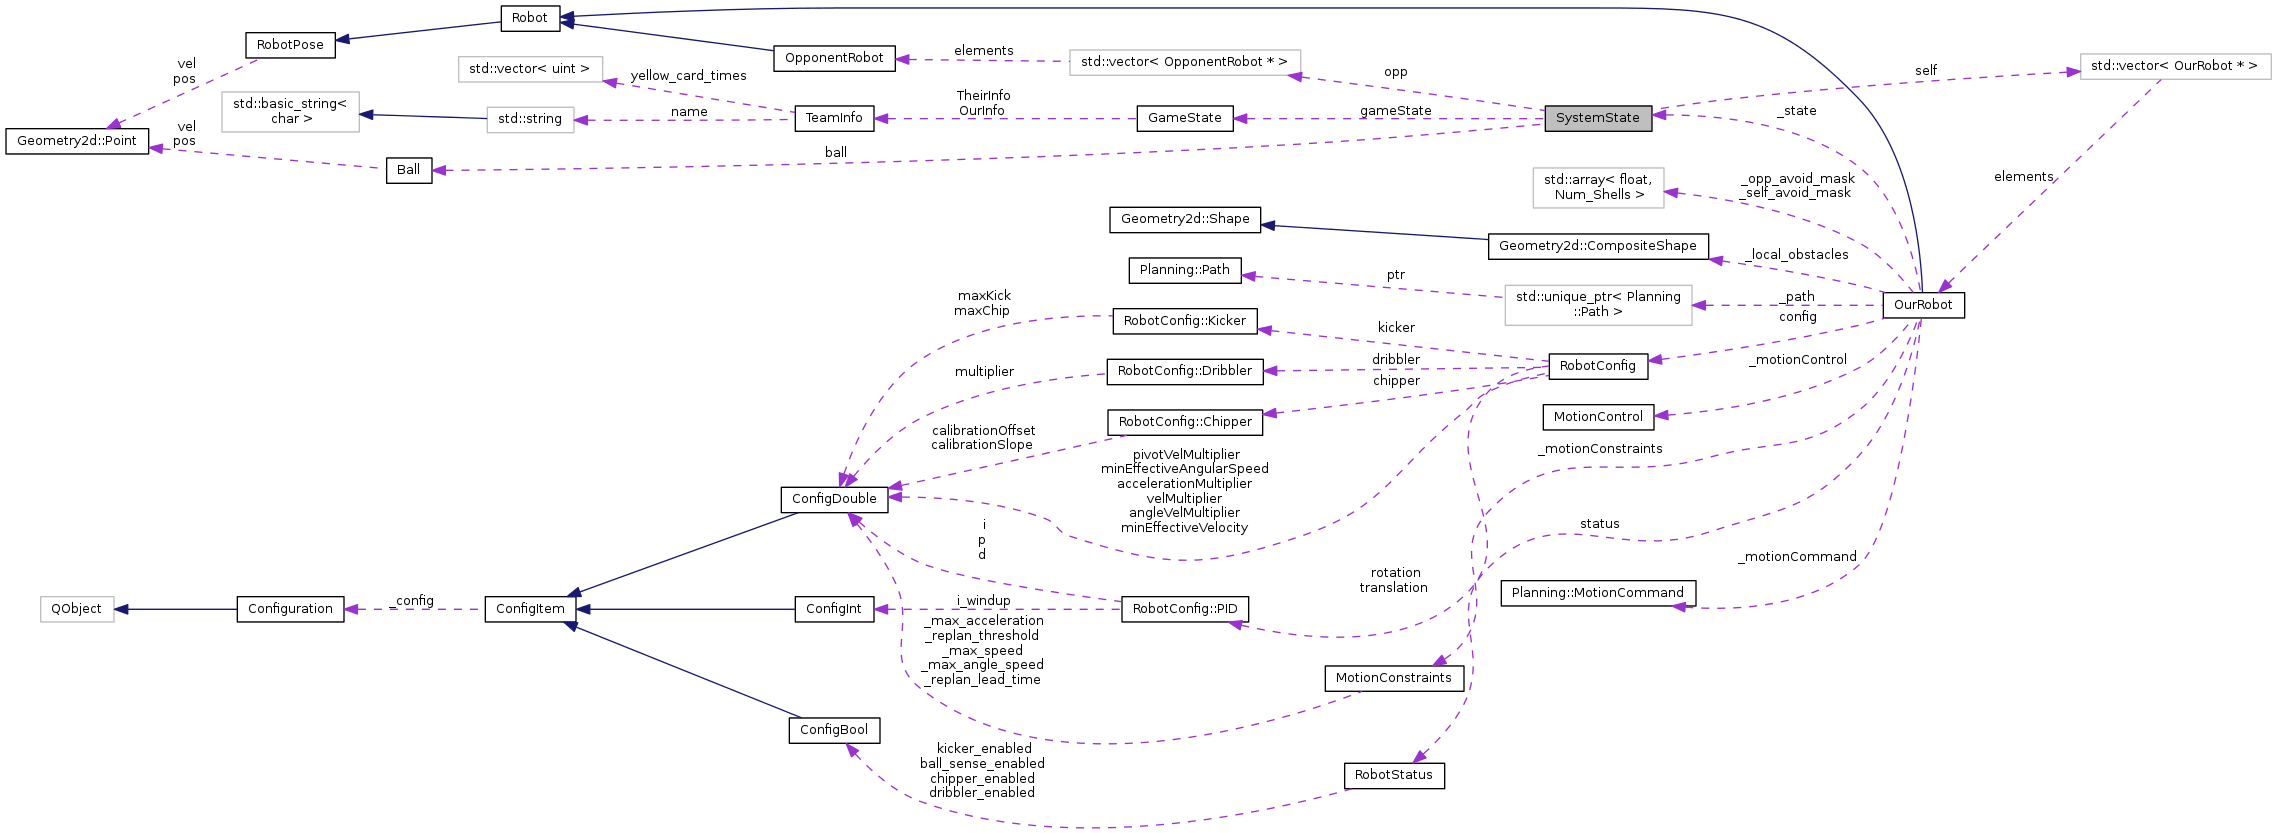 Robot
RobotPose
OpponentRobot
elements
std::vector< OpponentRobot * >
opp
self
std::vector< OurRobot * >
vel
pos
std::vector< uint >
yellow_card_times
std::basic_string<
char >
std::string
name
TeamInfo
TheirInfo
OurInfo
GameState
gameState
SystemState
_state
Geometry2d::Point
vel
pos
Ball
ball
std::array< float,
Num_Shells >
_opp_avoid_mask
_self_avoid_mask
elements
Geometry2d::Shape
Geometry2d::CompositeShape
_local_obstacles
Planning::Path
ptr
std::unique_ptr< Planning
::Path >
_path
OurRobot
config
maxKick
maxChip
RobotConfig::Kicker
kicker
multiplier
RobotConfig::Dribbler
dribbler
RobotConfig
_motionControl
chipper
calibrationOffset
calibrationSlope
RobotConfig::Chipper
MotionControl
_motionConstraints
pivotVelMultiplier
minEffectiveAngularSpeed
accelerationMultiplier
velMultiplier
angleVelMultiplier
minEffectiveVelocity
ConfigDouble
i
p
d
status
_motionCommand
rotation
translation
Planning::MotionCommand
QObject
Configuration
_config
ConfigItem
ConfigInt
i_windup
RobotConfig::PID
_max_acceleration
_replan_threshold
_max_speed
_max_angle_speed
_replan_lead_time
MotionConstraints
ConfigBool
kicker_enabled
ball_sense_enabled
chipper_enabled
dribbler_enabled
RobotStatus